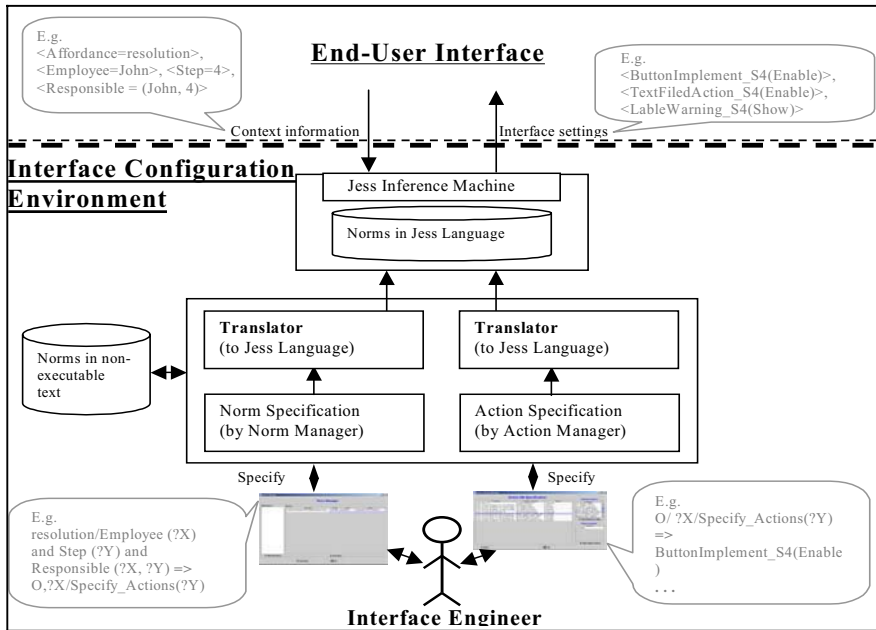 E.g.
<Affordance=resolution>,
<Employee=John>, <Step=4>,
<Responsible = (John, 4)>
End-User Interface
E.g.
<ButtonImplement_S4(Enable)>,
<TextFiledAction_S4(Enable)>,
<LableWarning_S4(Show)>
Context information
Interface settings
Interface Configuration
Environment
Jess Inference Machine
Norms in Jess Language
Translator
(to Jess Language)
Translator
(to Jess Language)
Norms in non-
executable
text
Norm Specification
(by Norm Manager)
Action Specification
(by Action Manager)
Specify
Specify
E.g.
resolution/Employee (?X)
and Step (?Y) and
Responsible (?X, ?Y) =>
O,?X/Specify_Actions(?Y)
E.g.
O/ ?X/Specify_Actions(?Y)
=>
ButtonImplement_S4(Enable
)
. . .
Interface Engineer